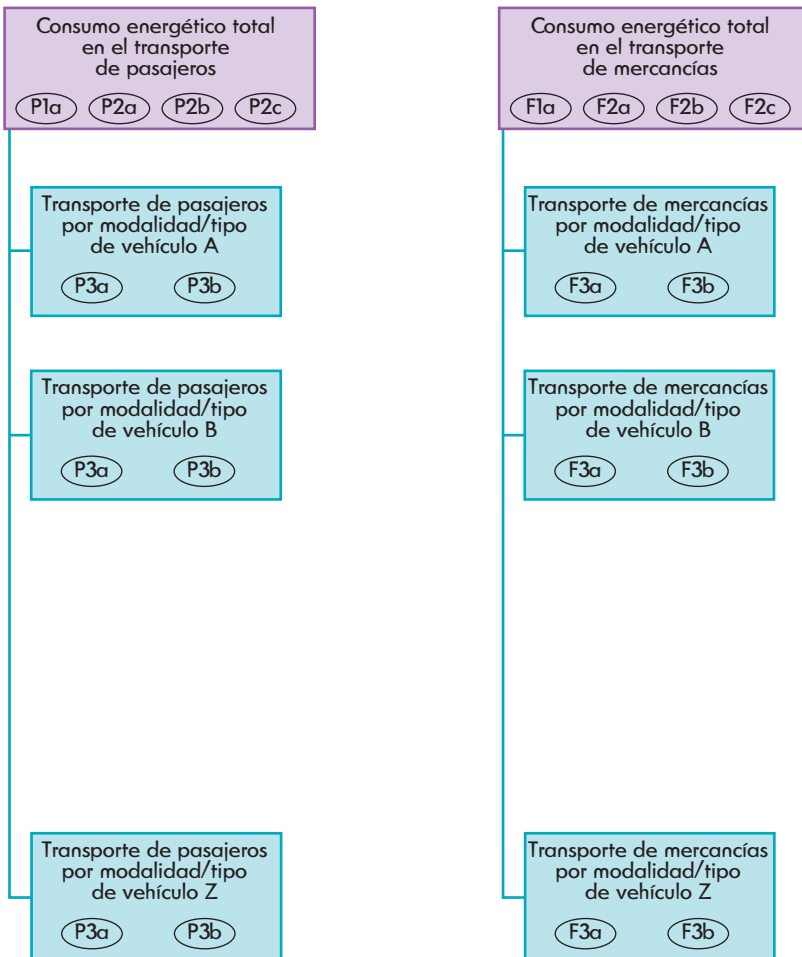 Consumo energético total
en el transporte
de pasajeros
P1a P2a P2b P2c
Transporte de pasajeros
por modalidad/tipo
de vehículo A
P3a P3b
Transporte de pasajeros
por modalidad/tipo
de vehículo B
P3a P3b
Transporte de pasajeros
por modalidad/tipo
de vehículo Z
P3a P3b
Consumo energético total
en el transporte
de mercancías
F1a F2a F2b F2c
Transporte de mercancías
por modalidad/tipo
de vehículo A
F3a F3b
Transporte de mercancías
por modalidad/tipo
de vehículo B
F3a F3b
Transporte de mercancías
por modalidad/tipo
de vehículo Z
F3a F3b